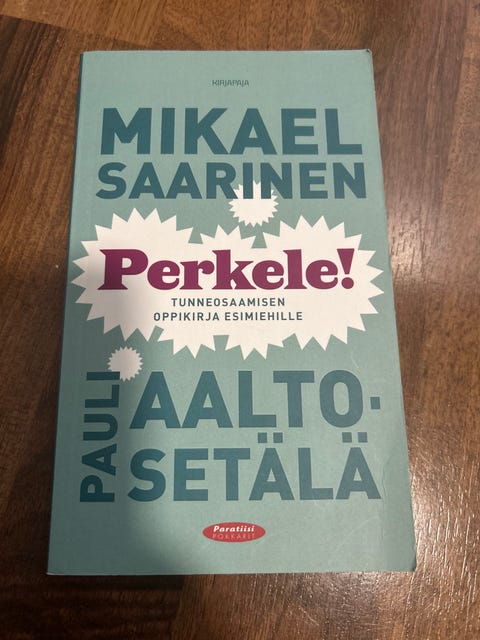 KIRJAPAJA
MIKAEL
SAARINEN
Perkele!
TUNNEOSAAMISEN
OPPIKIRJA ESIMIEHILLE
PAULI
AALTO-
SETÄLÄ
Paratiisi
POKKARIT